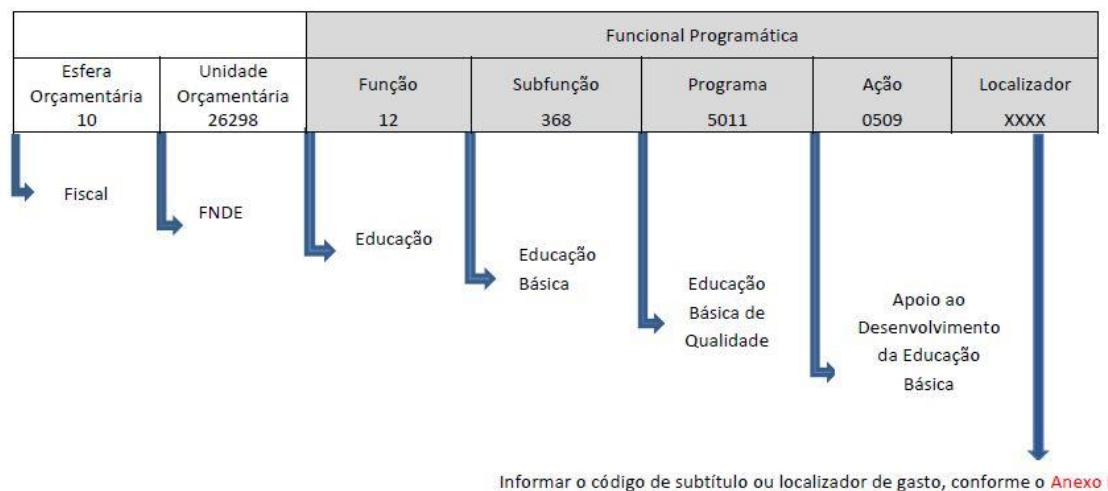 Funcional Programática
Esfera
Orçamentária
10
Unidade
Orçamentária
26298
Função
12
Subfunção
368
Programa
5011
Ação
0509
Localizador
XXXX
Fiscal
FNDE
Educação
Educação
Básica
Educação
Básica de
Qualidade
Apoio ao
Desenvolvimento
da Educação
Básica
Informar o código de subtítulo ou localizador de gasto, conforme o Anexo